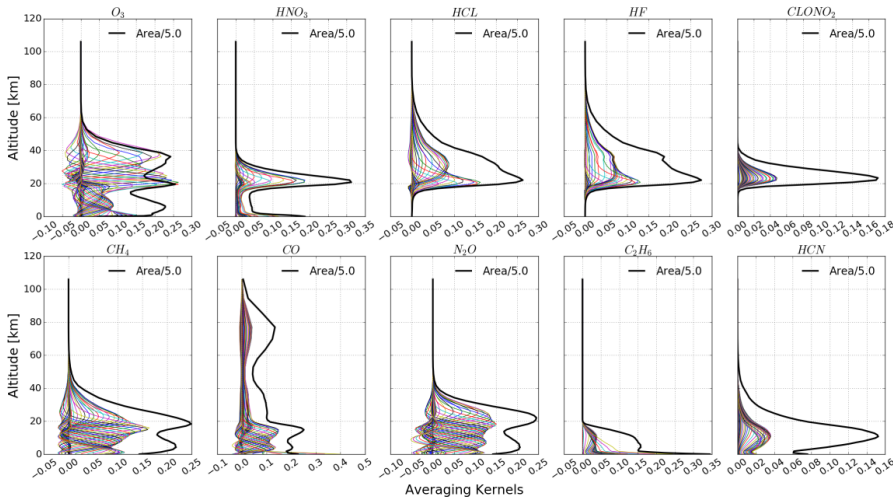 O3 HNO3 HCL HF CLONO2
120 Area/5.0 Area/5.0 Area/5.0 Area/5.0 Area/5.0
100
80
60
40
20
0
Altitude [km]
−0.10 −0.05 0.00 0.05 0.10 0.15 0.20 0.25 0.30
−0.05 0.00 0.05 0.10 0.15 0.20 0.25 0.30 0.35
−0.05 0.00 0.05 0.10 0.15 0.20 0.25 0.30
−0.05 0.00 0.05 0.10 0.15 0.20 0.25 0.30
0.00 0.02 0.04 0.06 0.08 0.10 0.12 0.14 0.16 0.18
CH4 CO N2O C2H6 HCN
120 Area/5.0 Area/5.0 Area/5.0 Area/5.0 Area/5.0
100
80
60
40
20
0
Altitude [km]
−0.05 0.00 0.05 0.10 0.15 0.20 0.25
−0.1 0.0 0.1 0.2 0.3 0.4 0.5
−0.10 −0.05 0.00 0.05 0.10 0.15 0.20 0.25
−0.05 0.00 0.05 0.10 0.15 0.20 0.25 0.30 0.35
0.00 0.02 0.04 0.06 0.08 0.10 0.12 0.14 0.16
Averaging Kernels